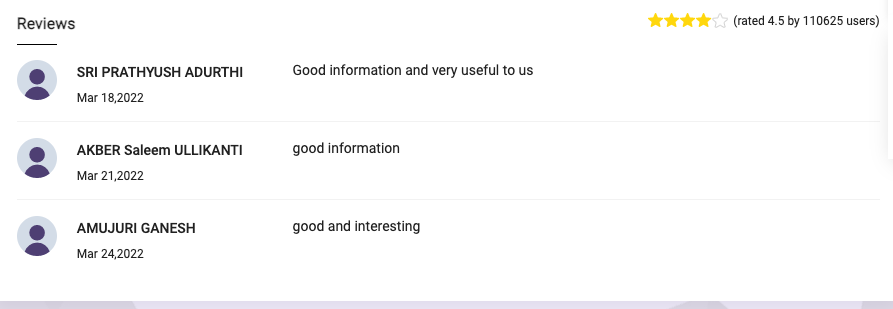 Reviews
(rated 4.5 by 110625 users)
SRI PRATHYUSH ADURTHI
Good information and very useful to us
Mar 18,2022
AKBER Saleem ULLIKANTI
good information
Mar 21,2022
AMUJURI GANESH
good and interesting
Mar 24,2022